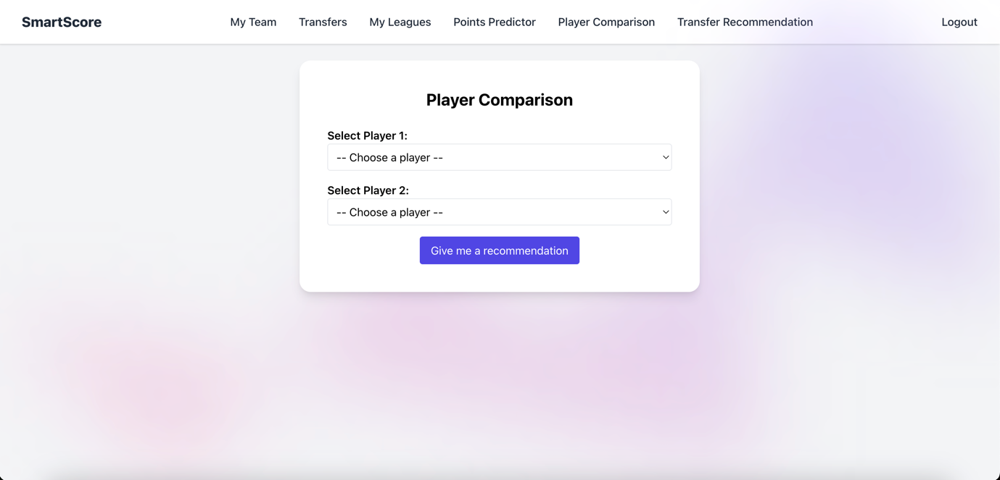 SmartScore My Team Transfers My Leagues Points Predictor Player Comparison Transfer Recommendation Logout
Player Comparison
Select Player 1:
-- Choose a player --
Select Player 2:
-- Choose a player --
Give me a recommendation